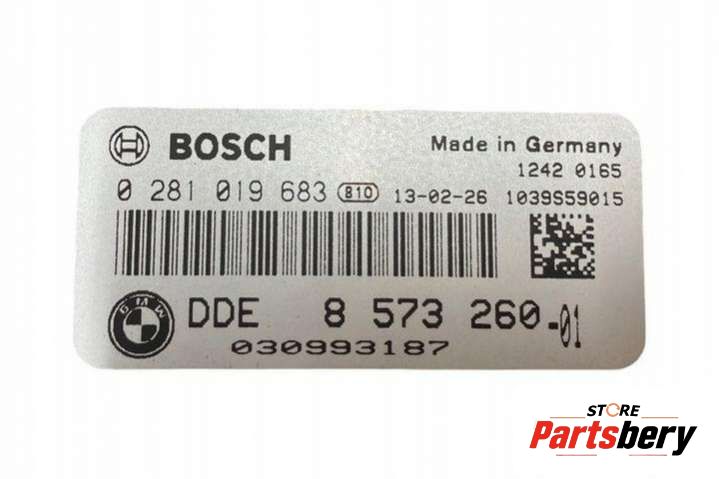 BOSCH
Made in Germany
1242 0165
0 281 019 683 810 13-02-26 1039S59015
BMW DDE 8 573 260-01
030993187
STORE
Partsbery